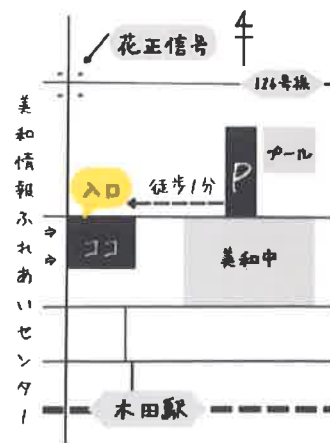 花正信号
126号線
プール
P
入口
徒歩1分
ココ
美和中
美和情報ふれあいセンター
木田駅